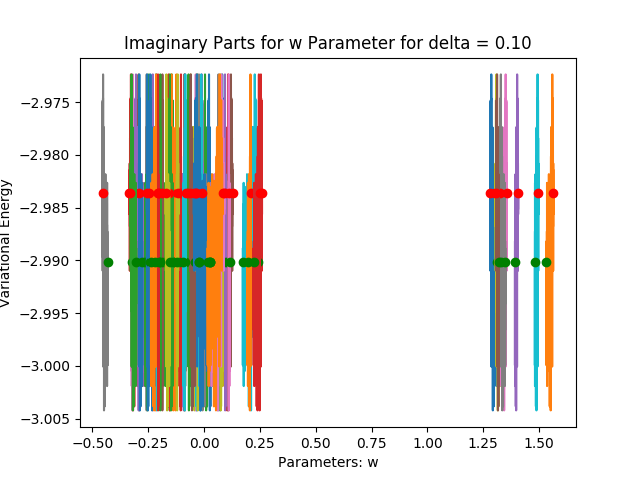 Imaginary Parts for w Parameter for delta = 0.10
Variational Energy
−2.975
−2.980
−2.985
−2.990
−2.995
−3.000
−3.005
−0.50 −0.25 0.00 0.25 0.50 0.75 1.00 1.25 1.50
Parameters: w